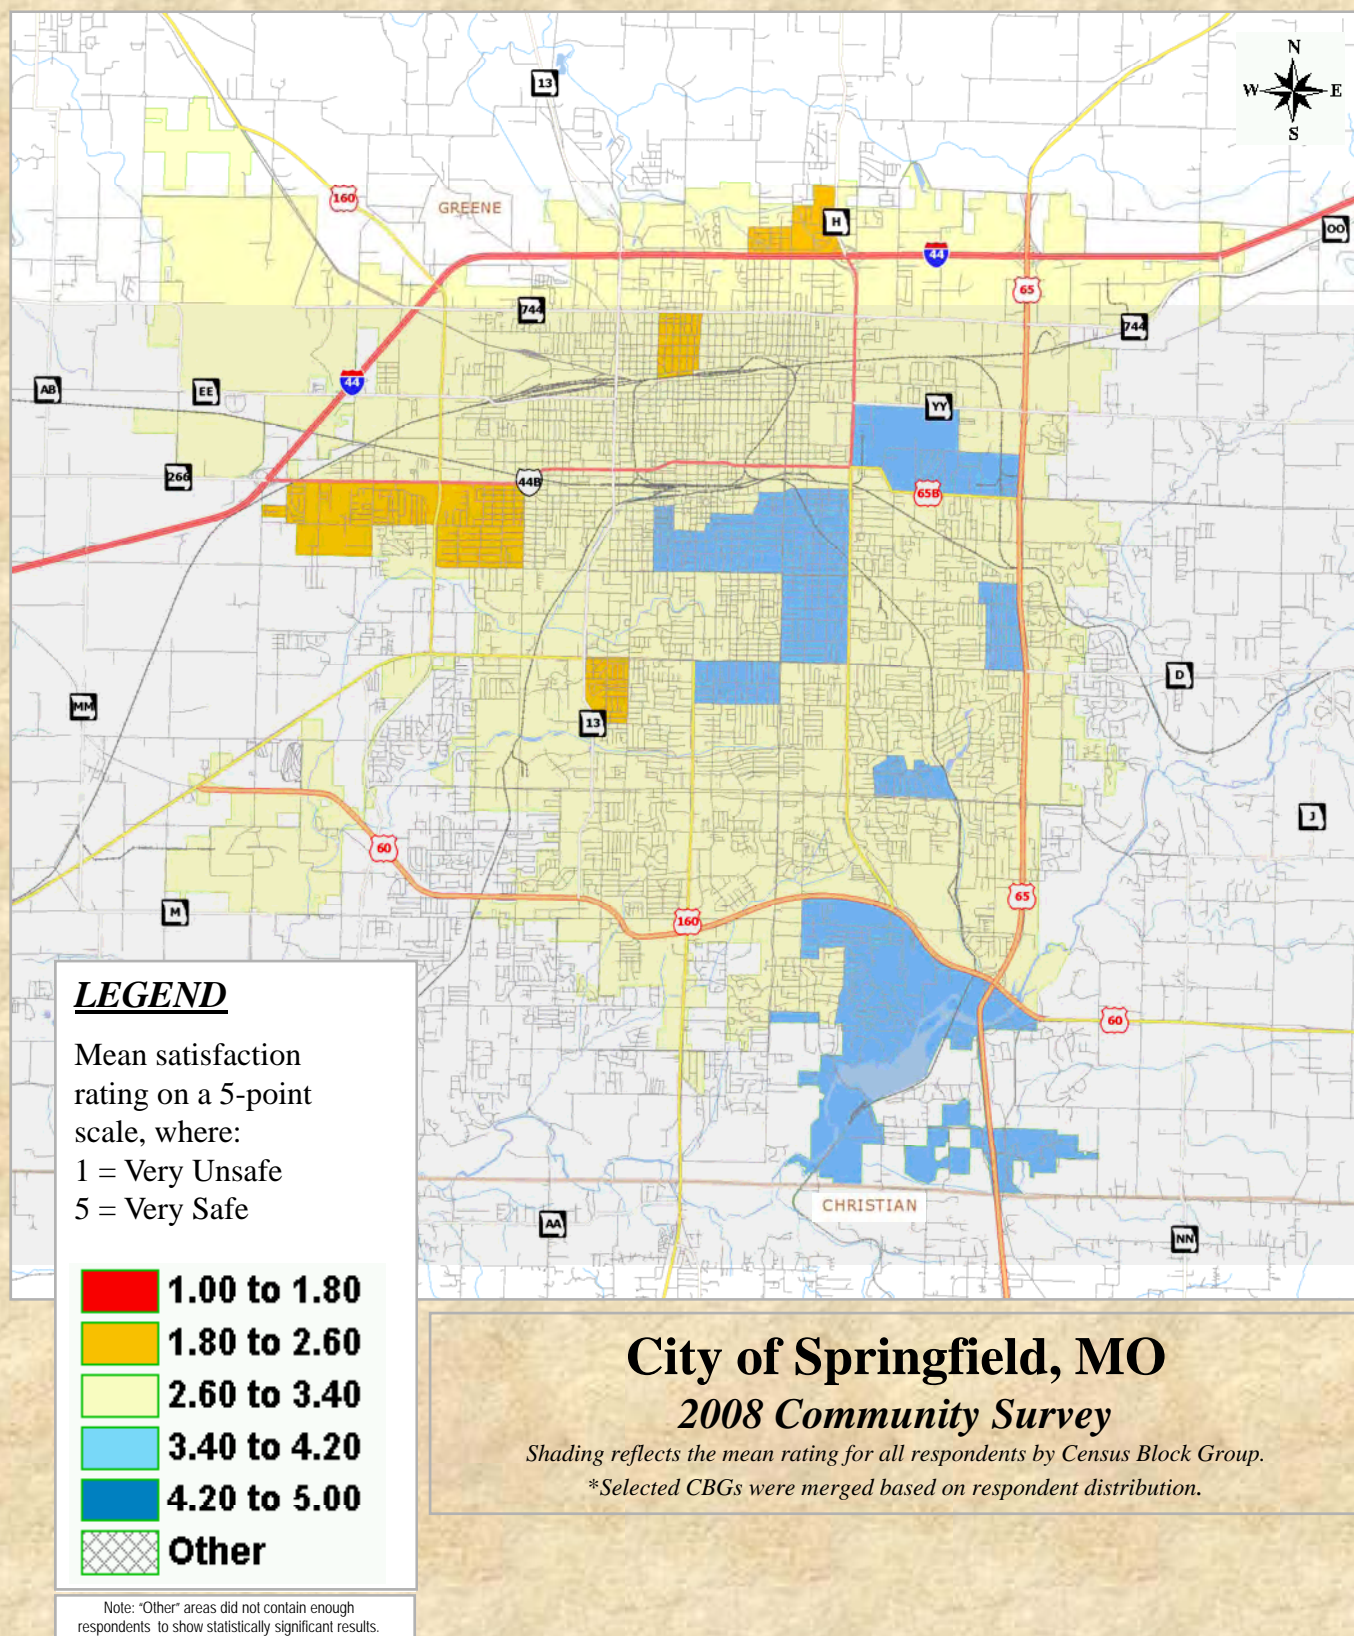 N
W E
S
13
160
GREENE
H
OO
44
65
744
744
AB
EE
44
YY
266
44B
65B
D
MM
13
J
60
65
M
160
60
CHRISTIAN
AA
NN
LEGEND
Mean satisfaction
rating on a 5-point
scale, where:
1 = Very Unsafe
5 = Very Safe
1.00 to 1.80
1.80 to 2.60
2.60 to 3.40
3.40 to 4.20
4.20 to 5.00
Other
Note: “Other” areas did not contain enough
respondents to show statistically significant results.
City of Springfield, MO
2008 Community Survey
Shading reflects the mean rating for all respondents by Census Block Group.
*Selected CBGs were merged based on respondent distribution.